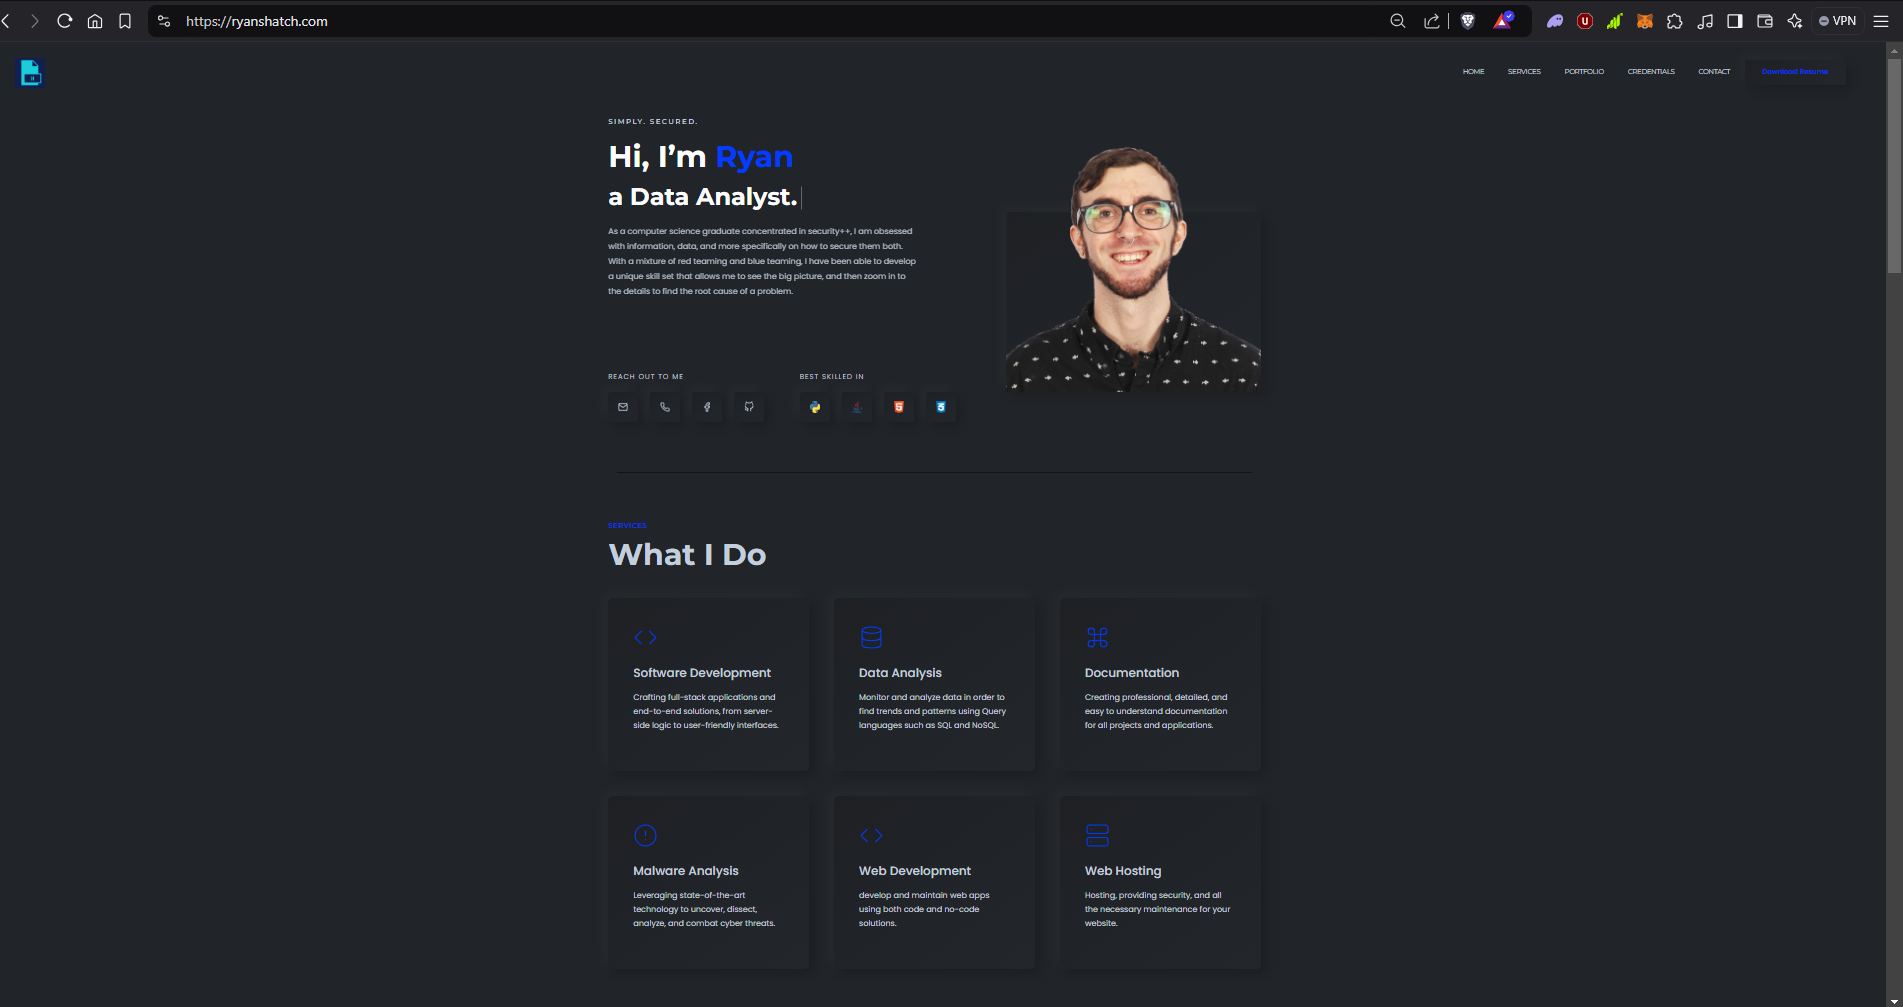 https://ryanshatch.com
VPN
HOME SERVICES PORTFOLIO CREDENTIALS CONTACT Download Resume
SIMPLY. SECURED.
Hi, I’m Ryan
a Data Analyst.
As a computer science graduate concentrated in security++, I am obsessed
with information, data, and more specifically on how to secure them both.
With a mixture of red teaming and blue teaming, I have been able to develop
a unique skill set that allows me to see the big picture, and then zoom in to
the details to find the root cause of a problem.
REACH OUT TO ME
BEST SKILLED IN
SERVICES
What I Do
Software Development
Crafting full-stack applications and
end-to-end solutions, from server-
side logic to user-friendly interfaces.
Data Analysis
Monitor and analyze data in order to
find trends and patterns using Query
languages such as SQL and NoSQL.
Documentation
Creating professional, detailed, and
easy to understand documentation
for all projects and applications.
Malware Analysis
Leveraging state-of-the-art
technology to uncover, dissect,
analyze, and combat cyber threats.
Web Development
develop and maintain web apps
using both code and no-code
solutions.
Web Hosting
Hosting, providing security, and all
the necessary maintenance for your
website.